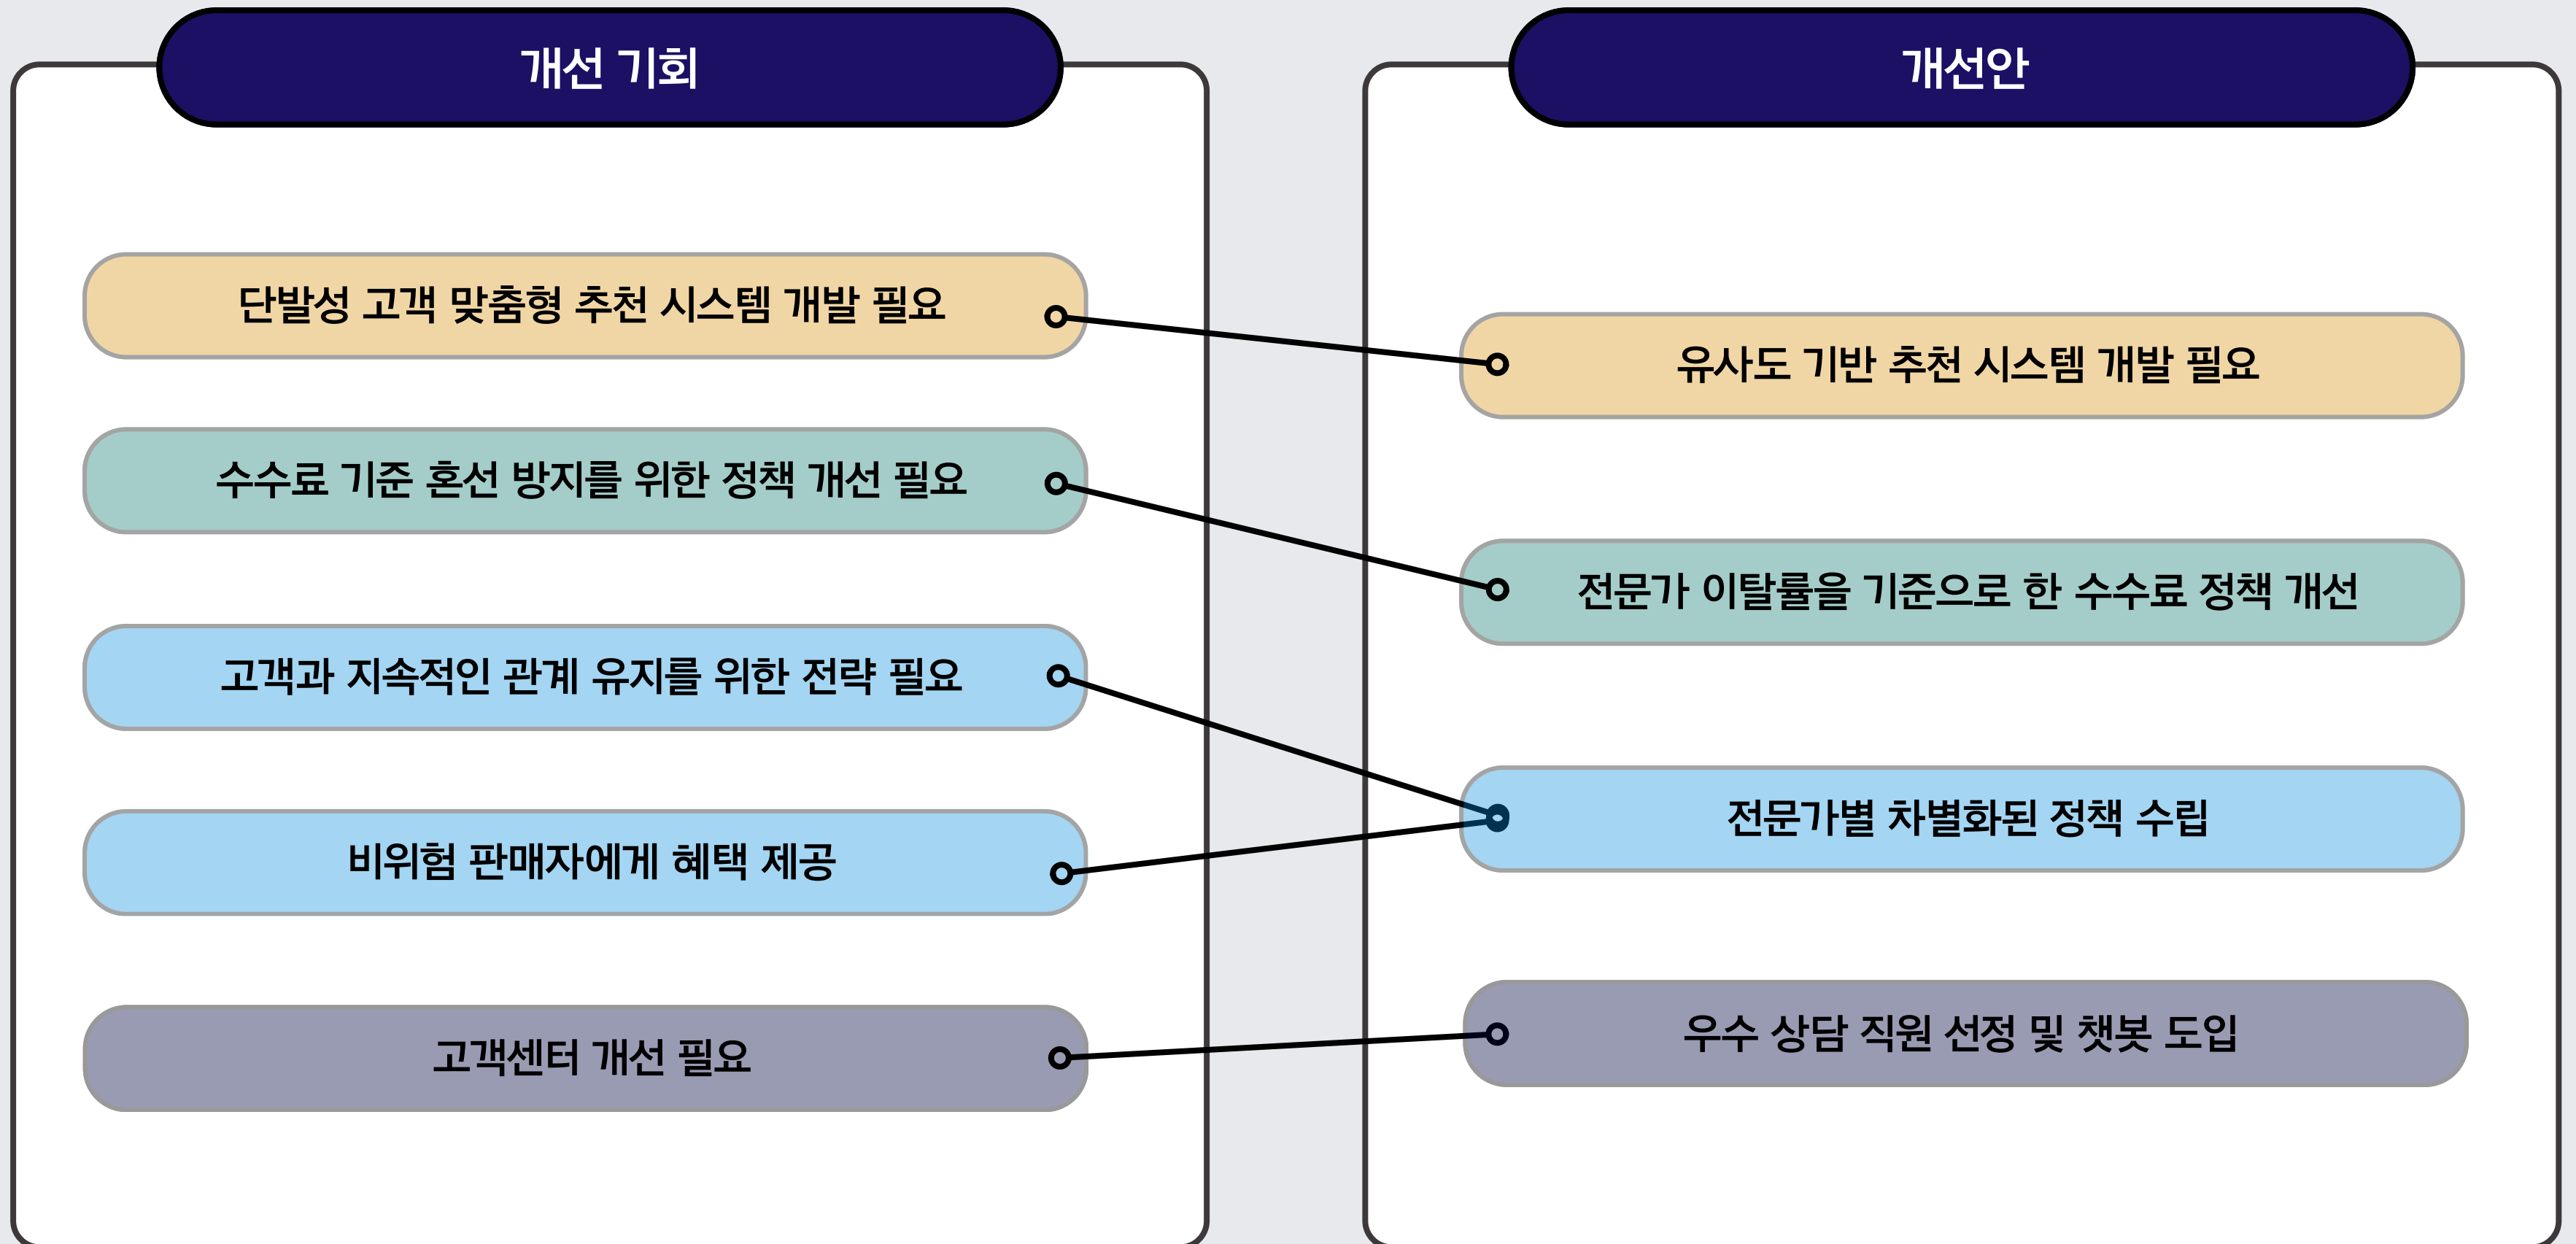 개선 기회
단발성 고객 맞춤형 추천 시스템 개발 필요
수수료 기준 혼선 방지를 위한 정책 개선 필요
고객과 지속적인 관계 유지를 위한 전략 필요
비위험 판매자에게 혜택 제공
고객센터 개선 필요
개선안
유사도 기반 추천 시스템 개발 필요
전문가 이탈률을 기준으로 한 수수료 정책 개선
전문가별 차별화된 정책 수립
우수 상담 직원 선정 및 챗봇 도입